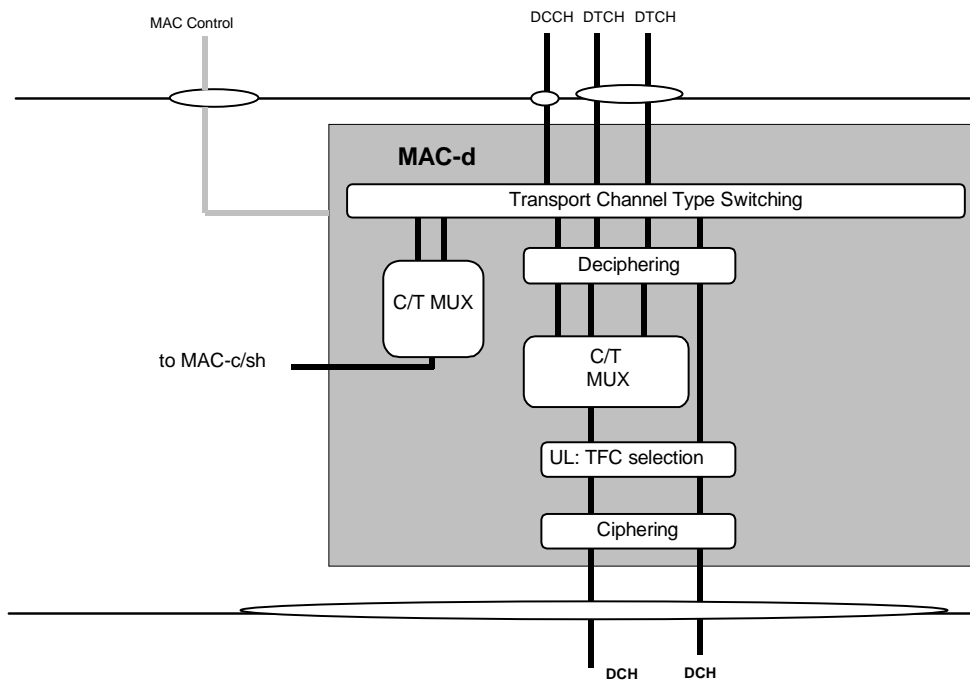 MAC Control
DCCH DTCH DTCH
MAC-d
Transport Channel Type Switching
Deciphering
C/T MUX
to MAC-c/sh
C/T
MUX
UL: TFC selection
Ciphering
DCH
DCH